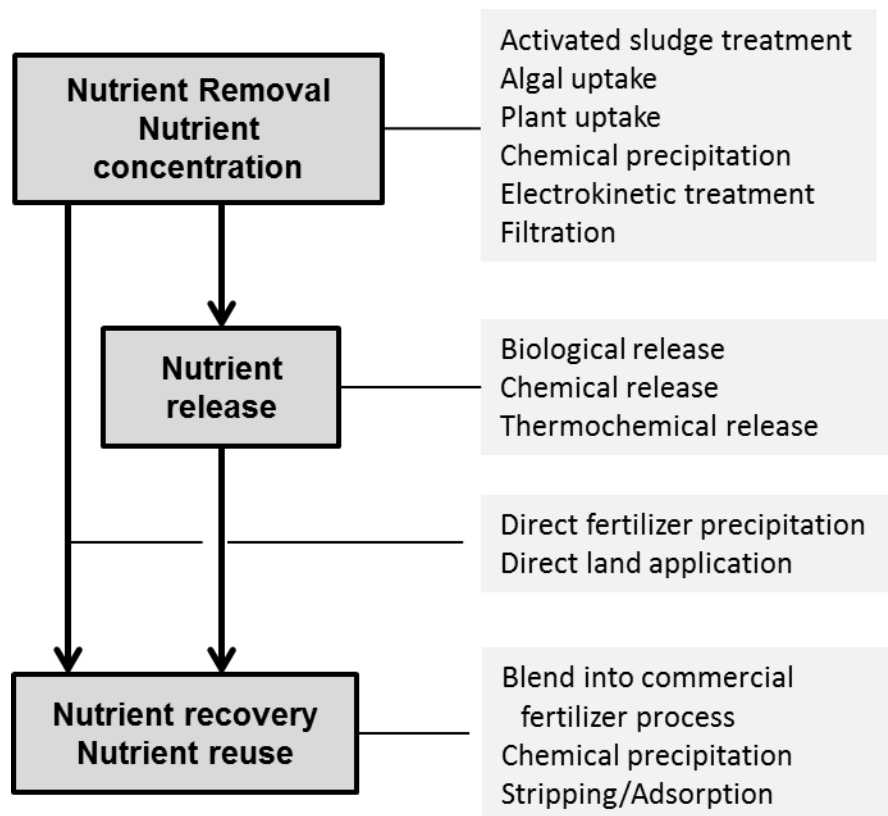 Nutrient Removal
Nutrient
concentration
Activated sludge treatment
Algal uptake
Plant uptake
Chemical precipitation
Electrokinetic treatment
Filtration
Nutrient
release
Biological release
Chemical release
Thermochemical release
Direct fertilizer precipitation
Direct land application
Nutrient recovery
Nutrient reuse
Blend into commercial
fertilizer process
Chemical precipitation
Stripping/Adsorption